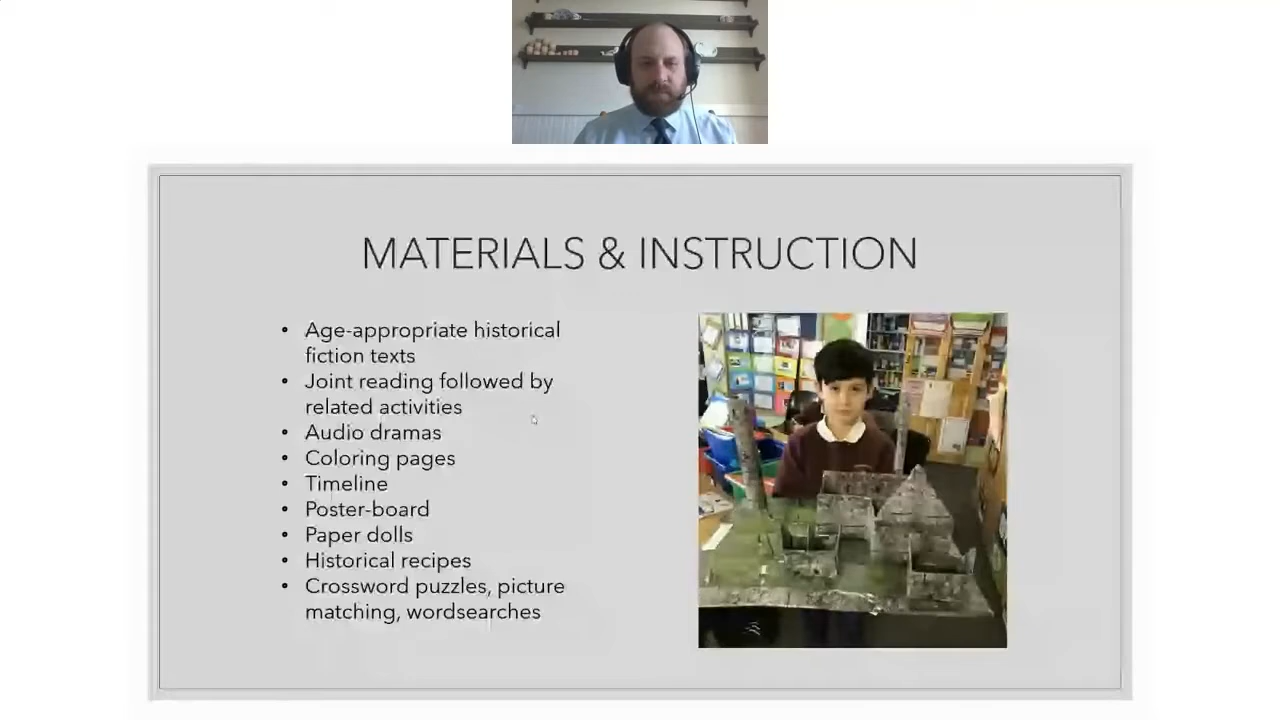 MATERIALS & INSTRUCTION
• Age-appropriate historical
fiction texts
• Joint reading followed by
related activities
• Audio dramas
• Coloring pages
• Timeline
• Poster-board
• Paper dolls
• Historical recipes
• Crossword puzzles, picture
matching, wordsearches